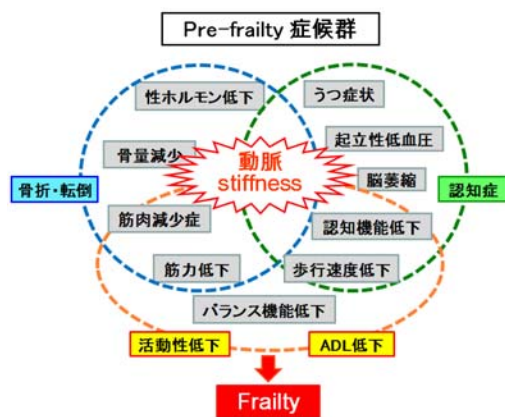 Pre-frailty 症候群
性ホルモン低下
うつ症状
起立性低血圧
骨量減少
動脈
stiffness
脳萎縮
骨折・転倒
認知症
筋肉減少症
認知機能低下
筋力低下
歩行速度低下
バランス機能低下
活動性低下
ADL低下
Frailty